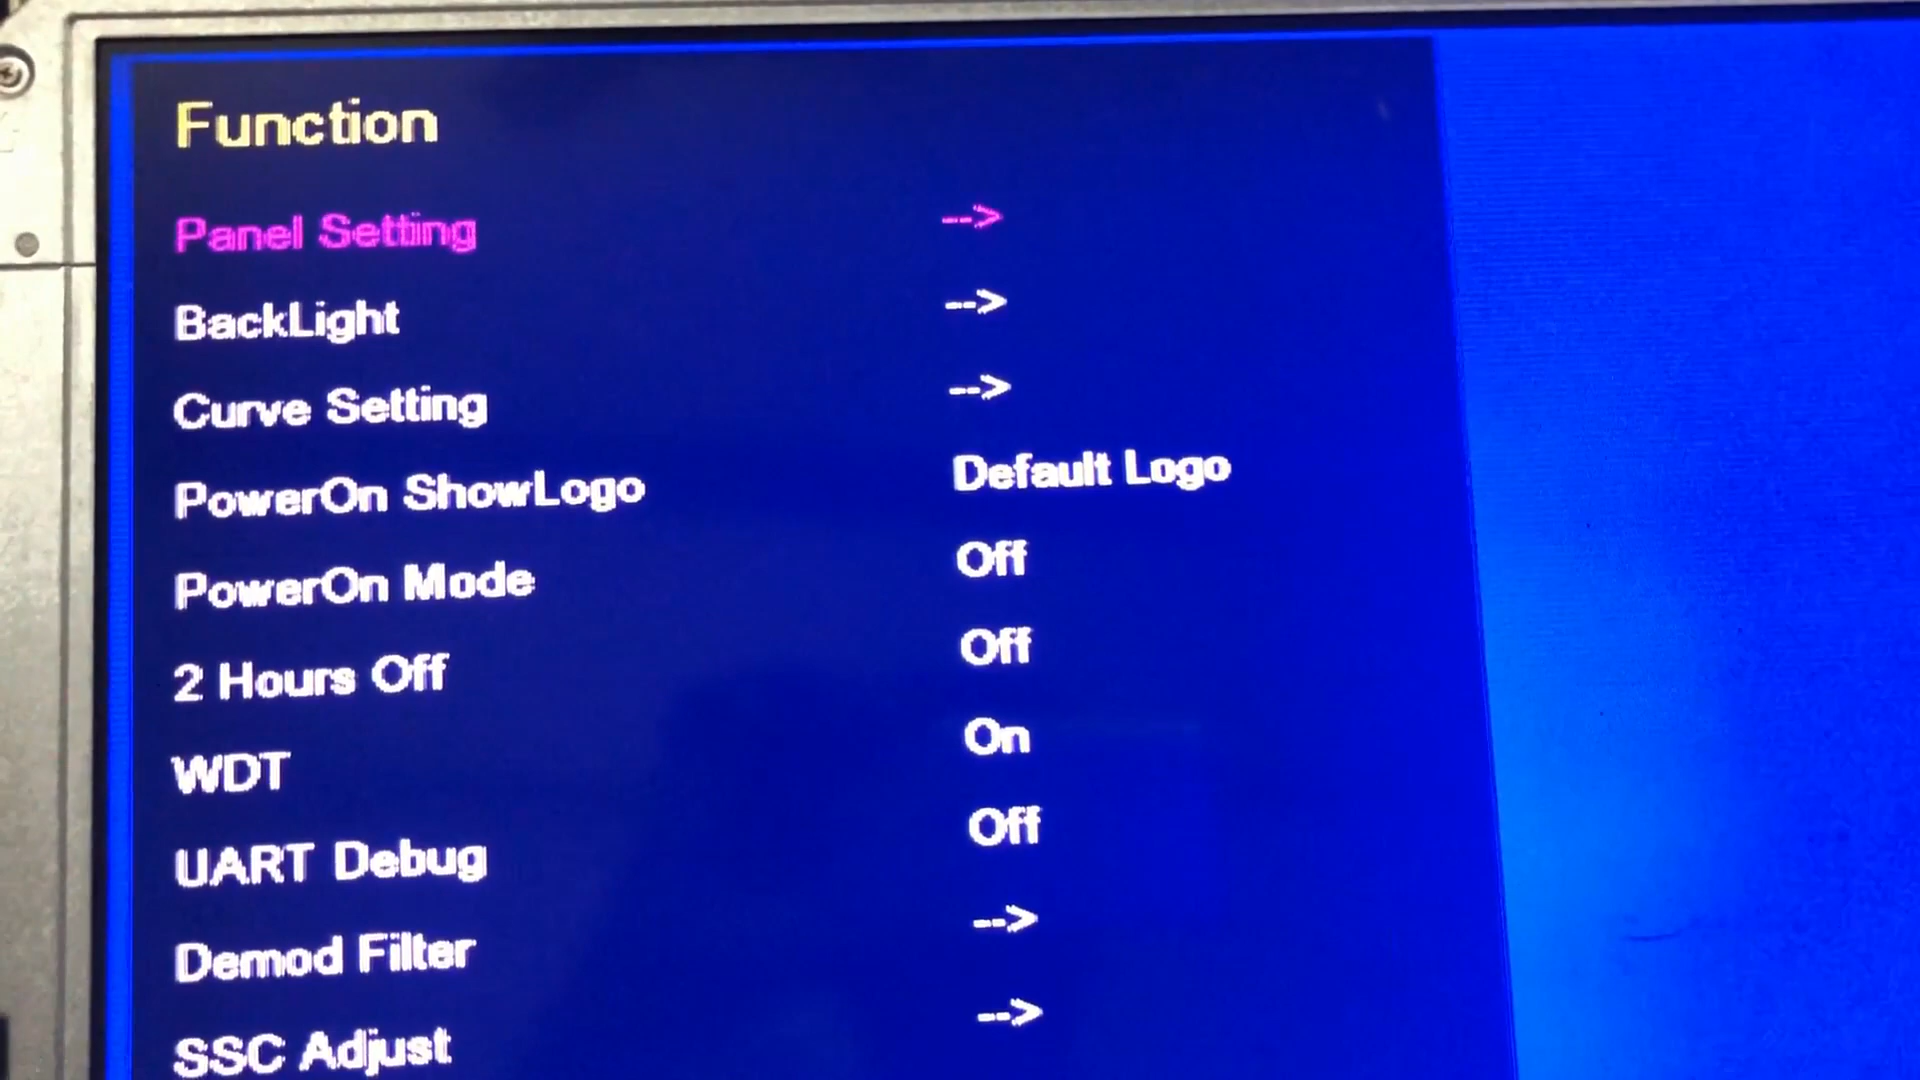 Function
Panel Setting -->
BackLight -->
Curve Setting -->
PowerOn ShowLogo Default Logo
PowerOn Mode Off
2 Hours Off Off
WDT On
UART Debug Off
Demod Filter -->
SSC Adjust -->